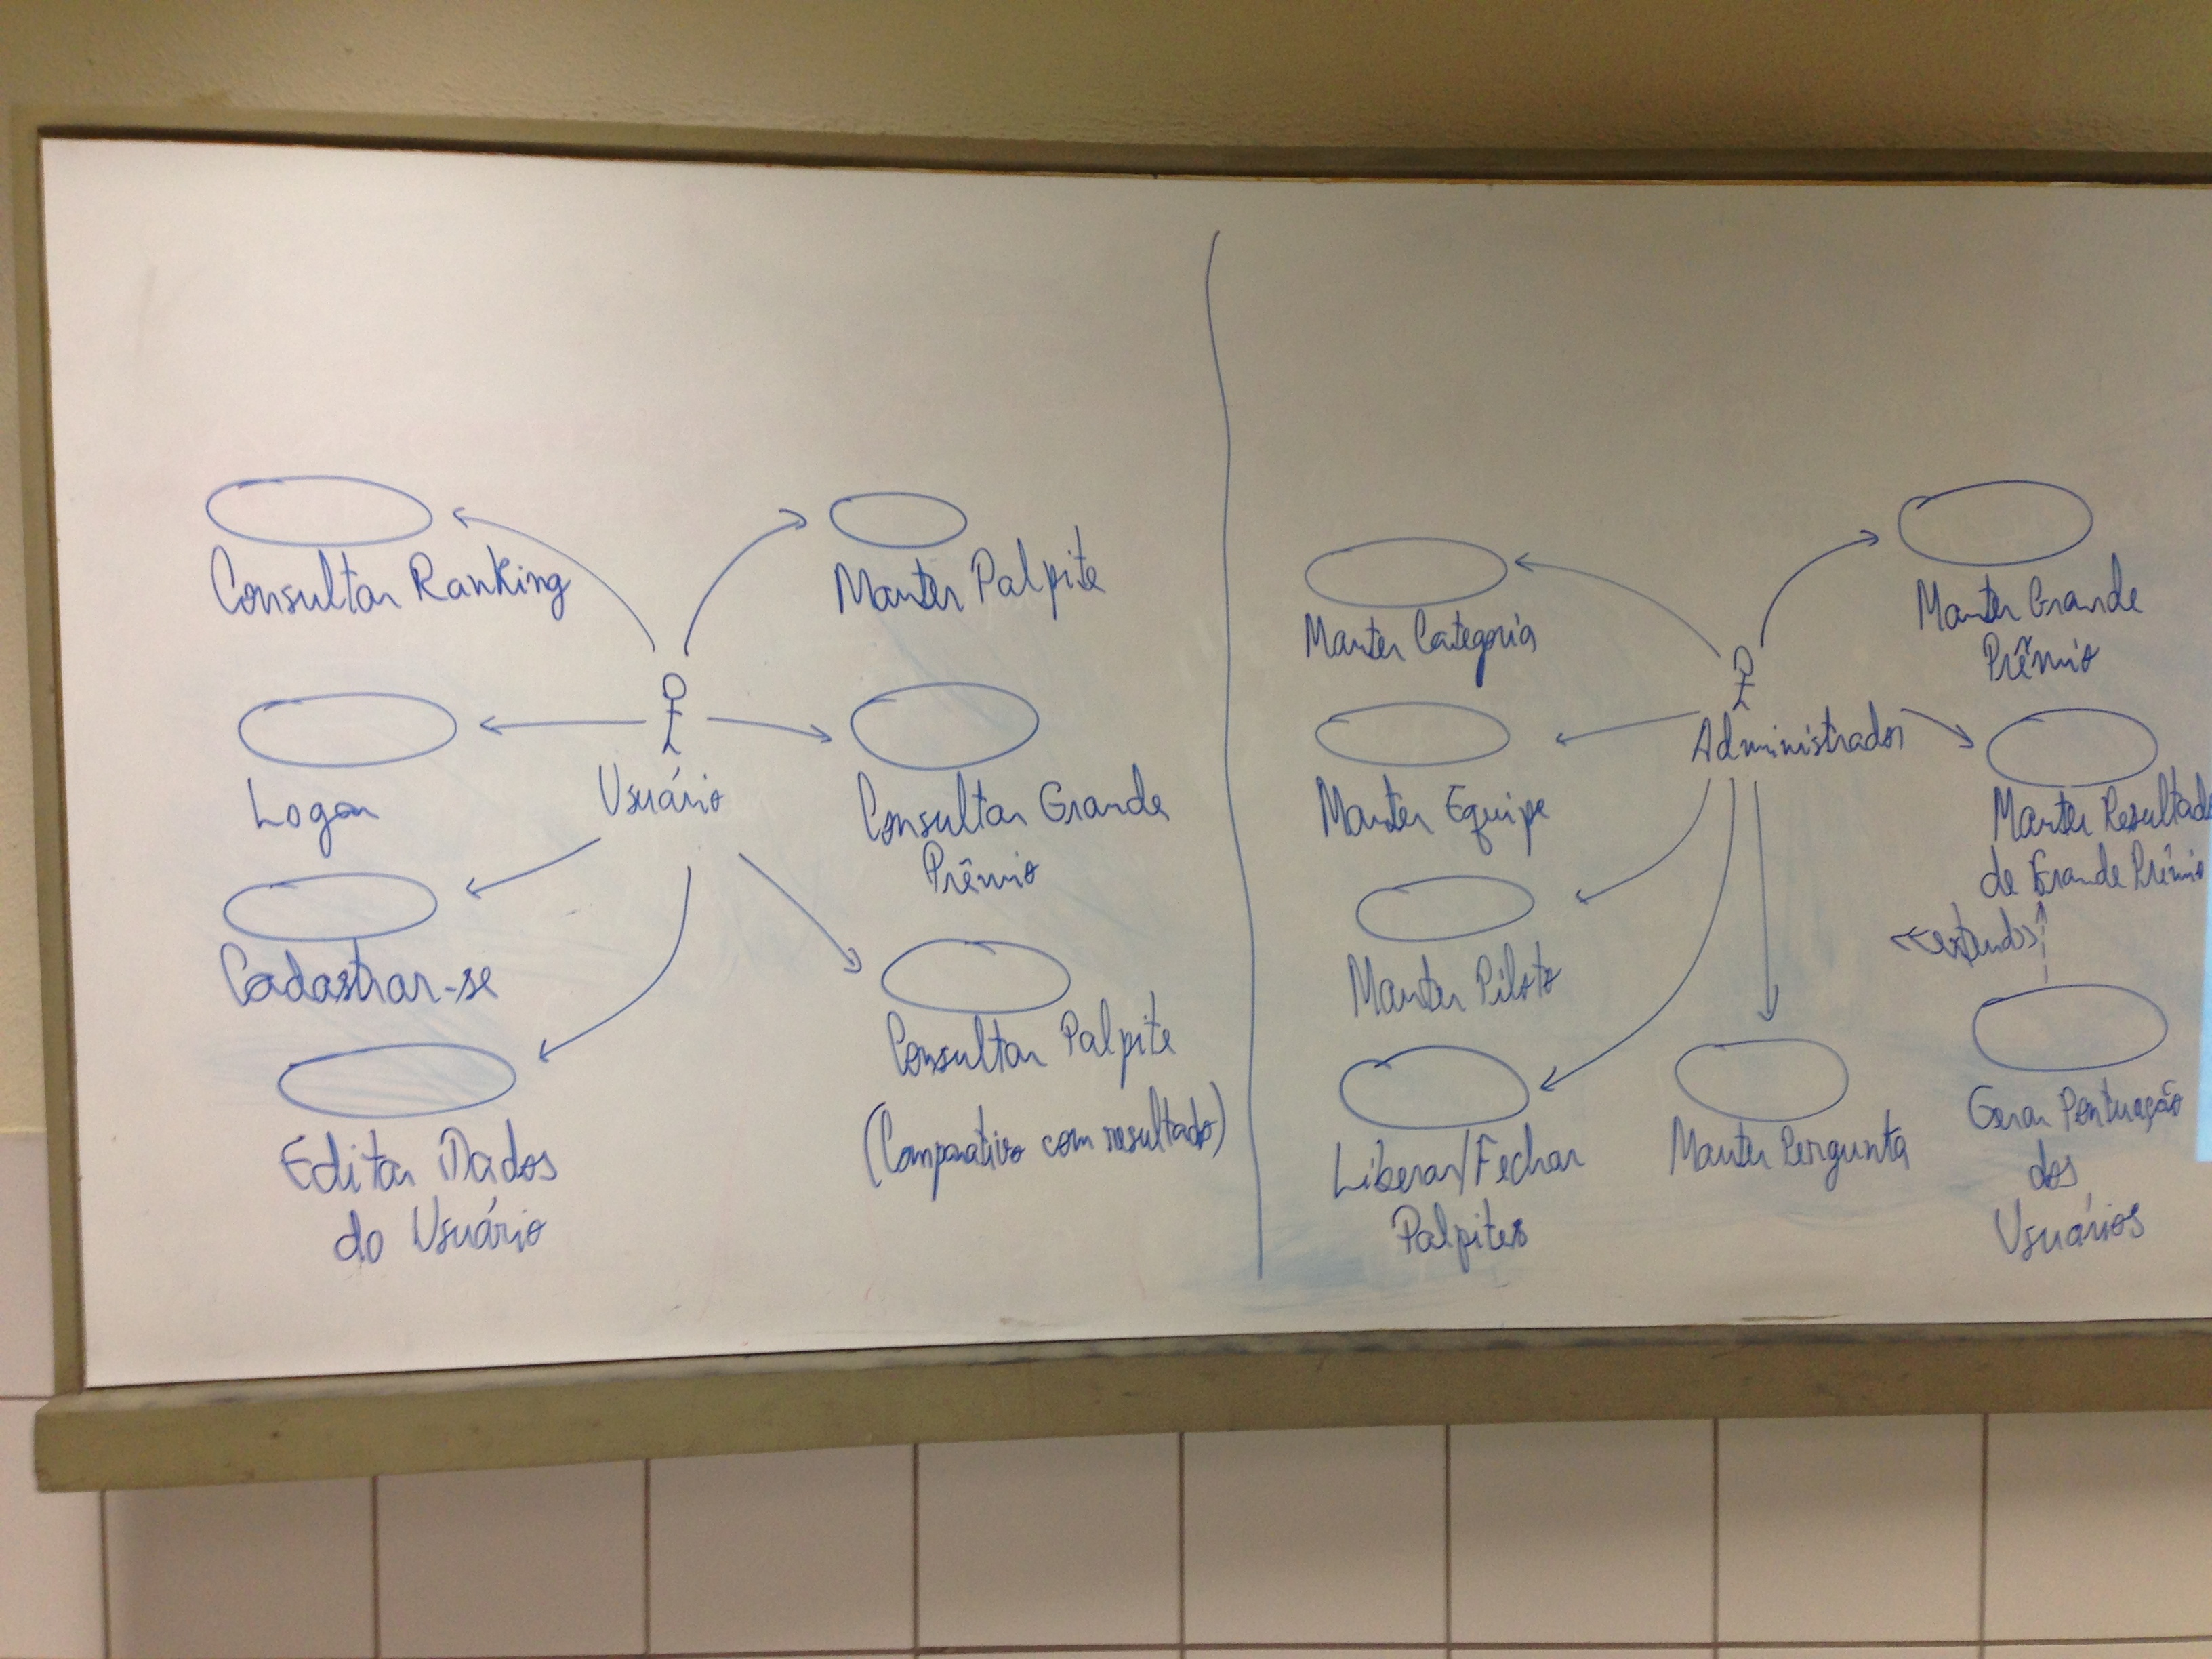 Consultar Ranking
Manter Palpite
Logar
Usuário
Consultar Grande
Prêmio
Cadastrar-se
Consultar Palpite
(Comparativo com resultado)
Editar Dados
do Usuário
Manter Categoria
Manter Grande
Prêmio
Administrador
Manter Equipe
Manter Resultado
de Grande Prêmio
<<extends>>
Manter Piloto
Liberar/Fechar
Palpites
Manter Pergunta
Gerar Pontuação
dos
Usuários